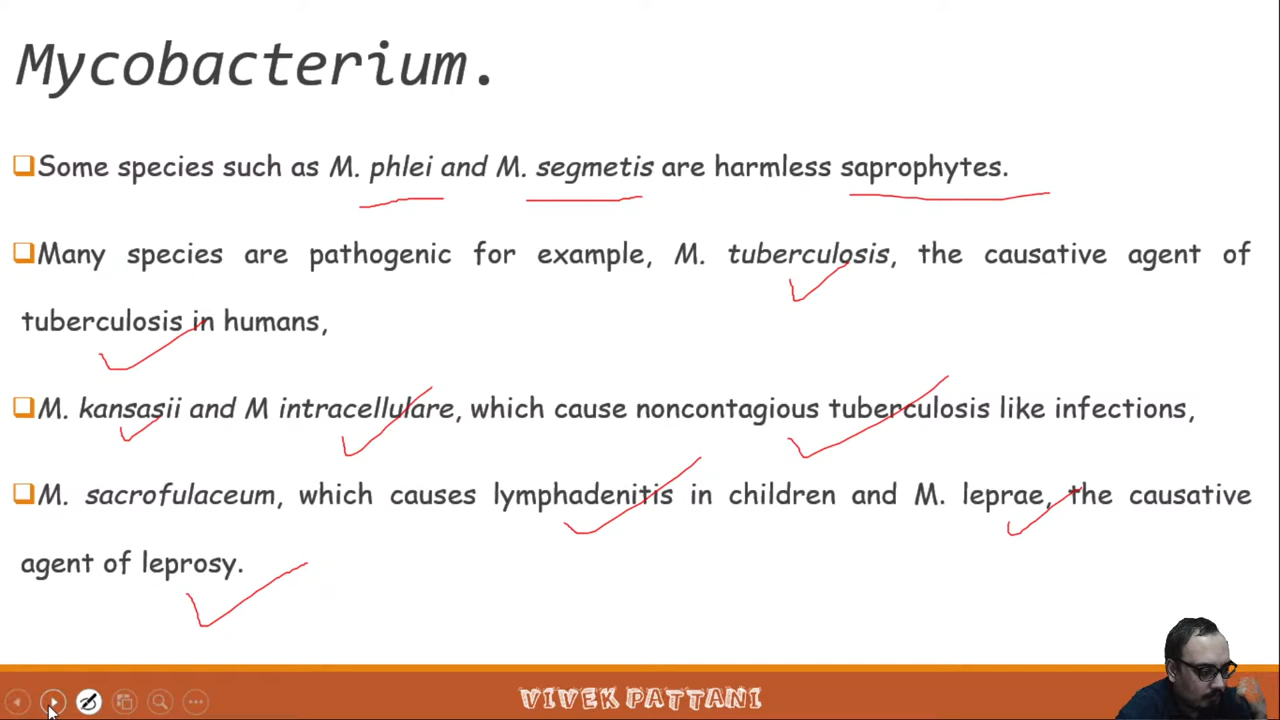 Mycobacterium.
Some species such as M. phlei and M. segmetis are harmless saprophytes.
Many species are pathogenic for example, M. tuberculosis, the causative agent of
tuberculosis in humans,
M. kansasii and M intracellulare, which cause noncontagious tuberculosis like infections,
M. sacrofulaceum, which causes lymphadenitis in children and M. leprae, the causative
agent of leprosy.
VIVEK PATTANI